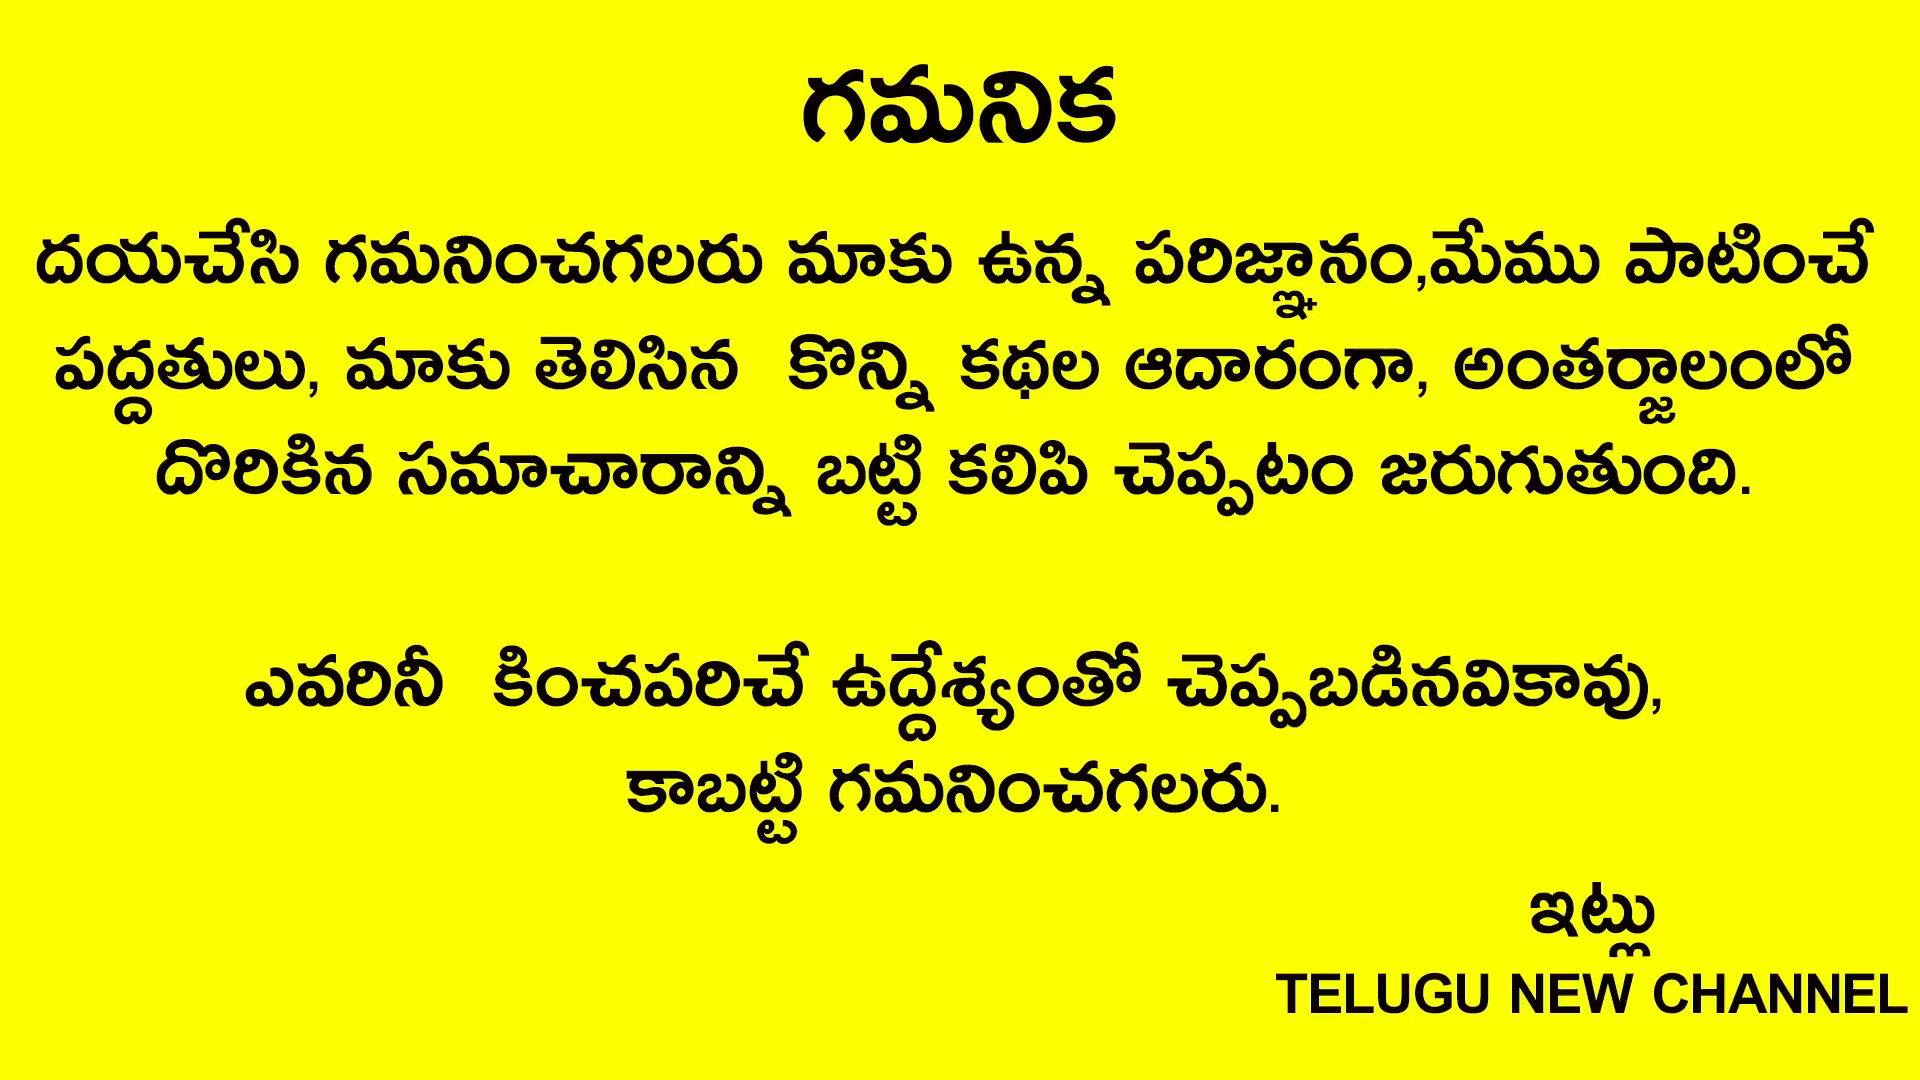 గమనిక
దయచేసి గమనించగలరు మాకు ఉన్న పరిజ్ఞానం,మేము పాటించే
పద్దతులు, మాకు తెలిసిన కొన్ని కథల ఆదారంగా, అంతర్జాలంలో
దొరికిన సమాచారాన్ని బట్టి కలిపి చెప్పటం జరుగుతుంది.
ఎవరినీ కించపరిచే ఉద్దేశ్యంతో చెప్పబడినవికావు,
కాబట్టి గమనించగలరు.
ఇట్లు
TELUGU NEW CHANNEL